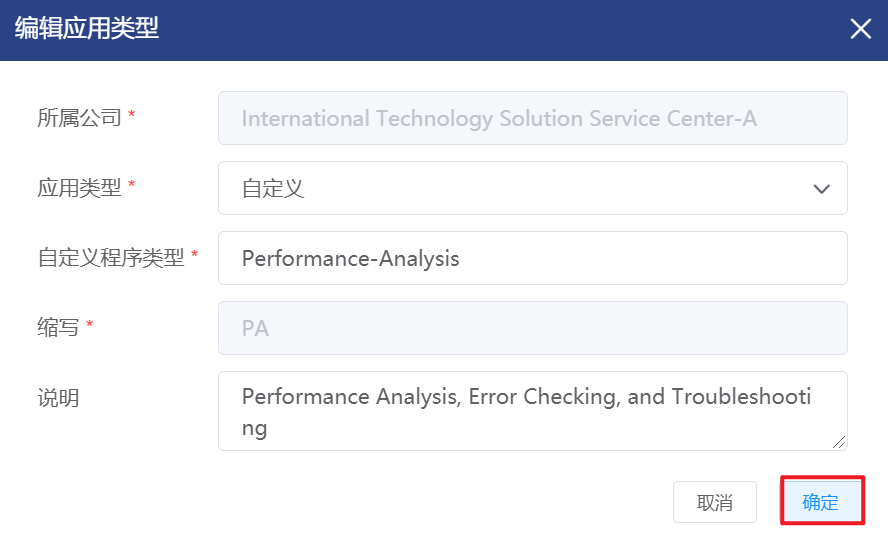 编辑应用类型
所属公司 * International Technology Solution Service Center-A
应用类型 * 自定义
自定义程序类型 * Performance-Analysis
缩写 * PA
说明 Performance Analysis, Error Checking, and Troubleshooti
ng
取消 确定